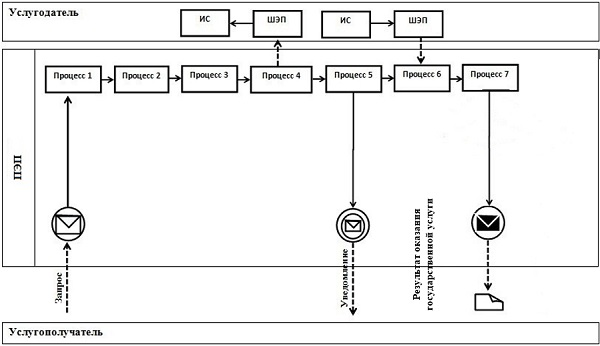 Услугодатель
ИС
ШЭП
ИС
ШЭП
Процесс 1
Процесс 2
Процесс 3
Процесс 4
Процесс 5
Процесс 6
Процесс 7
ПЭП
Запрос
Уведомление
Результат оказания
государственной услуги
Услугополучатель